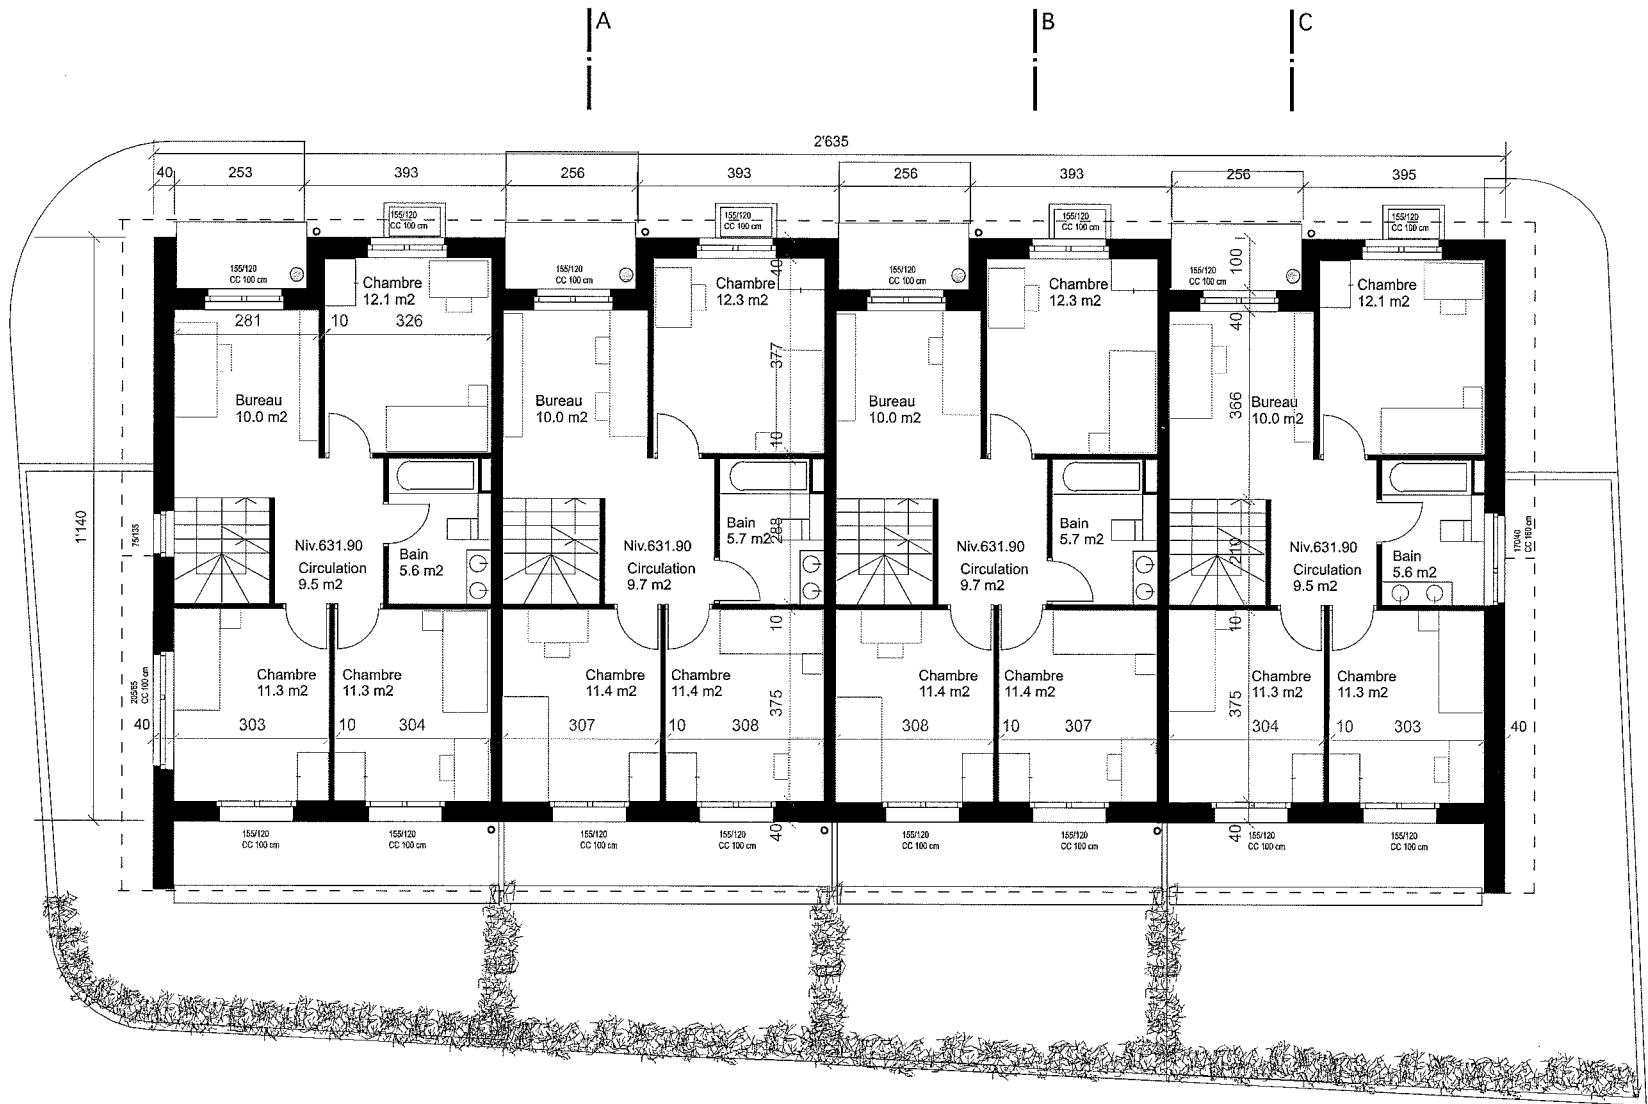 A
B
C
2'635
40
253
393
256
393
256
393
256
395
155/120
CC 100 cm
155/120
CC 100 cm
155/120
CC 100 cm
155/120
CC 100 cm
155/120
CC 100 cm
155/120
CC 100 cm
155/120
CC 100 cm
155/120
CC 100 cm
Chambre
12.1 m2
Chambre
12.3 m2
Chambre
12.3 m2
Chambre
12.1 m2
40
100
40
281
10
326
377
366
Bureau
10.0 m2
Bureau
10.0 m2
Bureau
10.0 m2
Bureau
10.0 m2
10
1'140
75/135
Bain
5.6 m2
Bain
5.7 m2
288
Bain
5.7 m2
Bain
5.6 m2
210
170/40
CC 180 cm
Niv.631.90
Circulation
9.5 m2
Niv.631.90
Circulation
9.7 m2
Niv.631.90
Circulation
9.7 m2
Niv.631.90
Circulation
9.5 m2
10
10
Chambre
11.3 m2
Chambre
11.3 m2
Chambre
11.4 m2
Chambre
11.4 m2
Chambre
11.4 m2
Chambre
11.4 m2
Chambre
11.3 m2
Chambre
11.3 m2
CC 100 cm
375
375
40
303
10
304
307
10
308
308
10
307
304
10
303
40
155/120
CC 100 cm
155/120
CC 100 cm
155/120
CC 100 cm
155/120
CC 100 cm
40
155/120
CC 100 cm
155/120
CC 100 cm
40
155/120
CC 100 cm
155/120
CC 100 cm